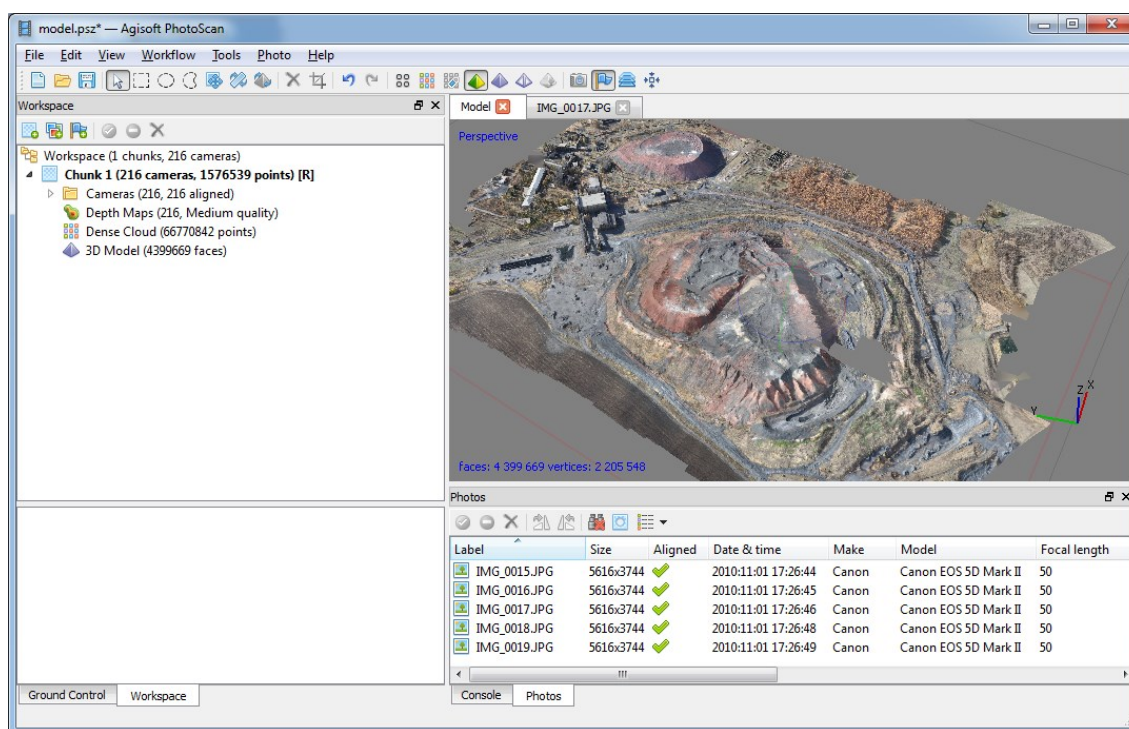 model.psz* — Agisoft PhotoScan
File Edit View Workflow Tools Photo Help
Workspace
Workspace (1 chunks, 216 cameras)
Chunk 1 (216 cameras, 1576539 points) [R]
Cameras (216, 216 aligned)
Depth Maps (216, Medium quality)
Dense Cloud (66770842 points)
3D Model (4399669 faces)
Ground Control Workspace
Model IMG_0017.JPG
Perspective
Z X
Y
faces: 4 399 669 vertices: 2 205 548
Photos
Label Size Aligned Date & time Make Model Focal length
IMG_0015.JPG 5616x3744 2010:11:01 17:26:44 Canon Canon EOS 5D Mark II 50
IMG_0016.JPG 5616x3744 2010:11:01 17:26:45 Canon Canon EOS 5D Mark II 50
IMG_0017.JPG 5616x3744 2010:11:01 17:26:46 Canon Canon EOS 5D Mark II 50
IMG_0018.JPG 5616x3744 2010:11:01 17:26:48 Canon Canon EOS 5D Mark II 50
IMG_0019.JPG 5616x3744 2010:11:01 17:26:49 Canon Canon EOS 5D Mark II 50
Console Photos